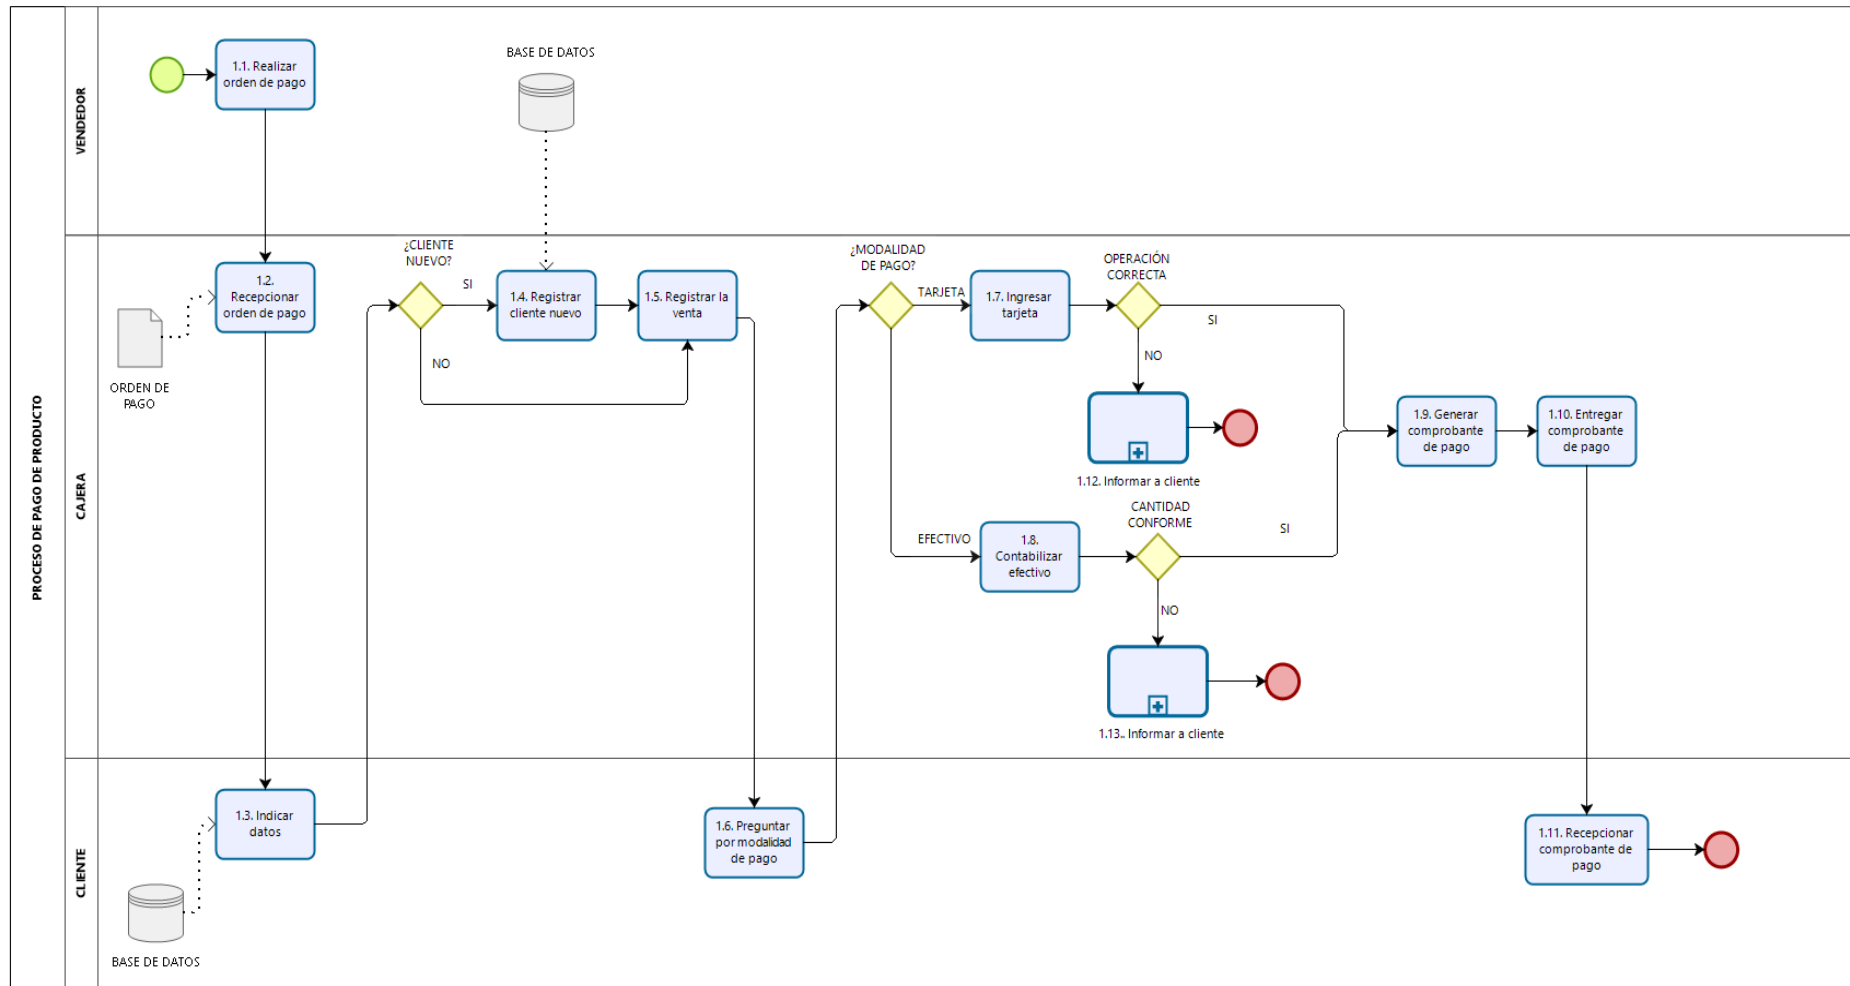 PROCESO DE PAGO DE PRODUCTO
VENDEDOR
1.1. Realizar
orden de pago
BASE DE DATOS
CAJERA
1.2.
Recepcionar
orden de pago
ORDEN DE
PAGO
¿CLIENTE
NUEVO?
SI
NO
1.4. Registrar
cliente nuevo
1.5. Registrar la
venta
¿MODALIDAD
DE PAGO?
TARJETA
1.7. Ingresar
tarjeta
OPERACIÓN
CORRECTA
SI
NO
1.12. Informar a cliente
EFECTIVO
1.8.
Contabilizar
efectivo
CANTIDAD
CONFORME
SI
NO
1.13.. Informar a cliente
1.9. Generar
comprobante
de pago
1.10. Entregar
comprobante
de pago
CLIENTE
1.3. Indicar
datos
BASE DE DATOS
1.6. Preguntar
por modalidad
de pago
1.11. Recepcionar
comprobante de
pago